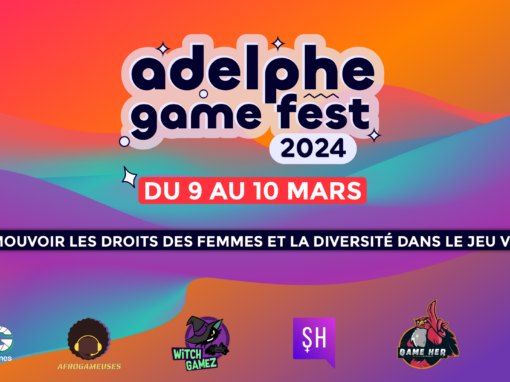 adelphe
game fest
2024
DU 9 AU 10 MARS
MOUVOIR LES DROITS DES FEMMES ET LA DIVERSITÉ DANS LE JEU V
G
AFROGAMEUSES
WITCH
GAMEZ
$H
GAME HER